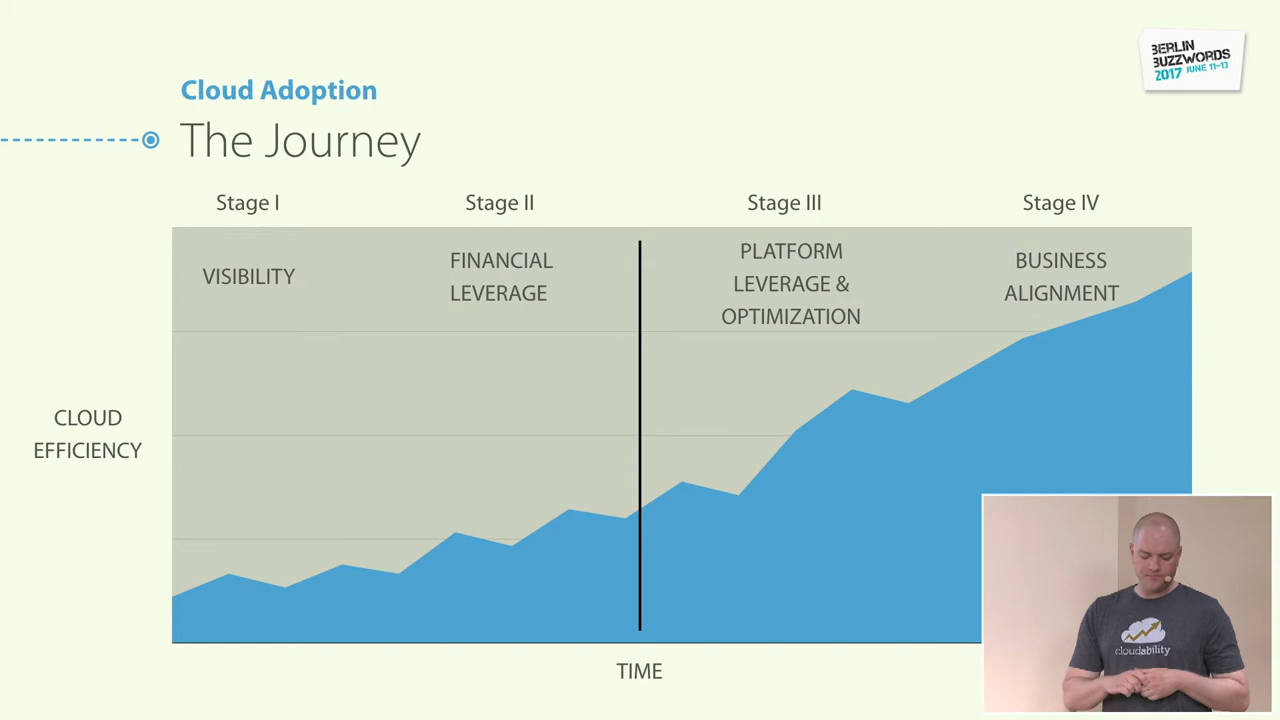 BERLIN
BUZZWORDS
2017 JUNE 11-13
Cloud Adoption
The Journey
Stage I
Stage II
Stage III
Stage IV
VISIBILITY
FINANCIAL
LEVERAGE
PLATFORM
LEVERAGE &
OPTIMIZATION
BUSINESS
ALIGNMENT
CLOUD
EFFICIENCY
TIME
cloudability